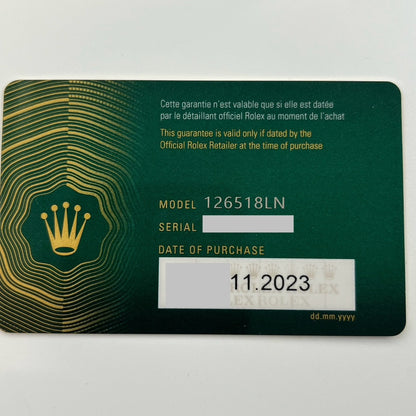 Cette garantie n'est valable que si elle est datée
par le détaillant officiel Rolex au moment de l'achat
This guarantee is valid only if dated by the
Official Rolex Retailer at the time of purchase
MODEL 126518LN
SERIAL
DATE OF PURCHASE
11.2023
ROLEX
dd.mm.yyyy